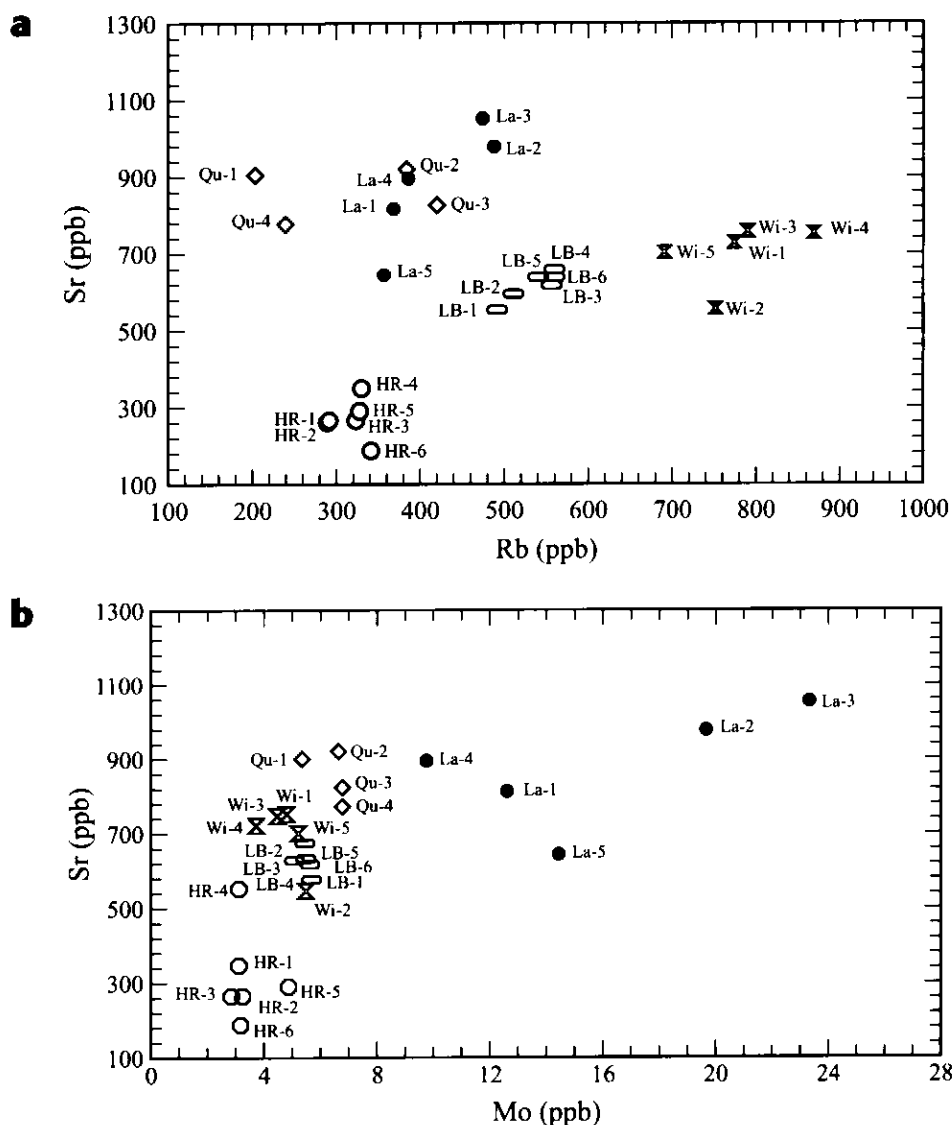 a
1300
1100
900
700
500
300
100
Sr (ppb)
La-3
La-2
Qu-1
Qu-2
La-4
La-1
Qu-3
Qu-4
Wi-3
Wi-4
Wi-5
Wi-1
LB-4
LB-5
LB-6
La-5
LB-2
LB-3
LB-1
Wi-2
HR-4
HR-1
HR-5
HR-2
HR-3
HR-6
100 200 300 400 500 600 700 800 900 1000
Rb (ppb)
b
1300
1100
900
700
500
300
100
Sr (ppb)
La-3
La-2
Qu-1
Qu-2
La-4
Qu-3
La-1
Wi-3
Wi-1
Qu-4
Wi-4
Wi-5
LB-2
LB-5
La-5
LB-3
LB-6
HR-4
LB-4
LB-1
Wi-2
HR-1
HR-3
HR-5
HR-2
HR-6
0 4 8 12 16 20 24 28
Mo (ppb)